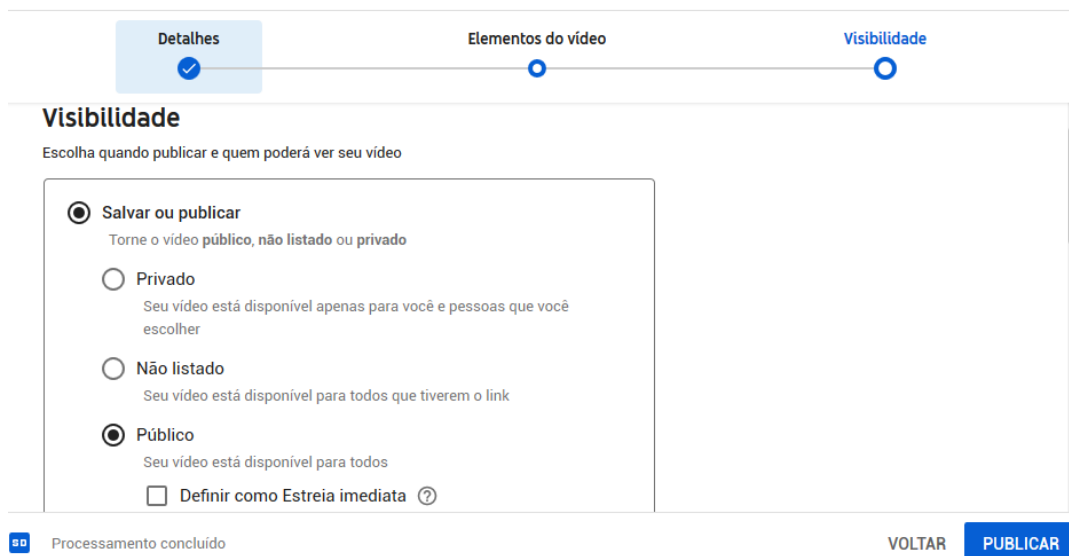 Detalhes
Elementos do vídeo
Visibilidade
Visibilidade
Escolha quando publicar e quem poderá ver seu vídeo
Salvar ou publicar
Torne o vídeo público, não listado ou privado
Privado
Seu vídeo está disponível apenas para você e pessoas que você
escolher
Não listado
Seu vídeo está disponível para todos que tiverem o link
Público
Seu vídeo está disponível para todos
Definir como Estreia imediata ?
SD Processamento concluído
VOLTAR
PUBLICAR